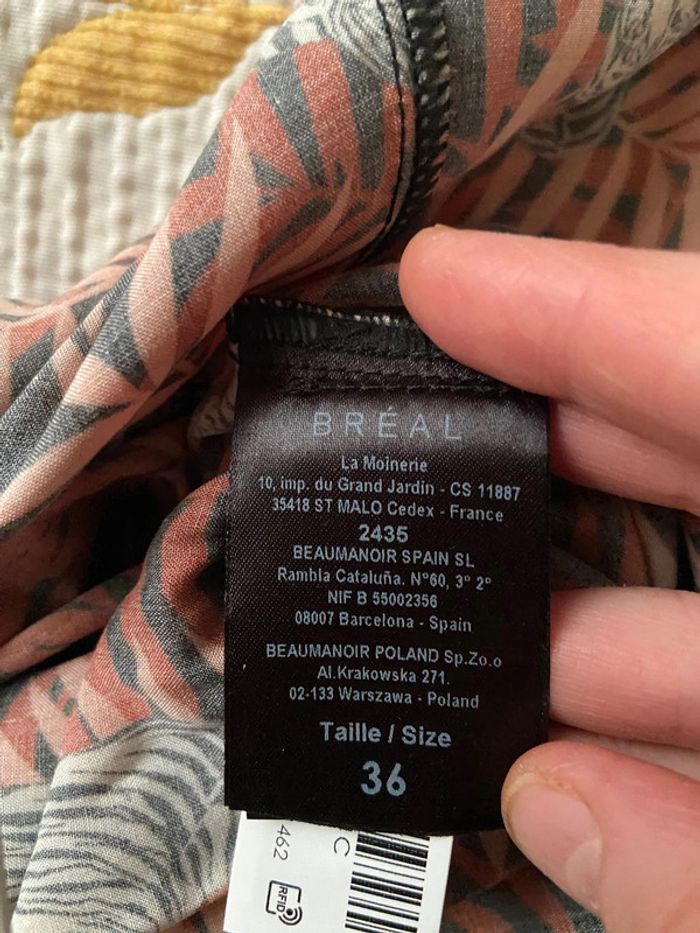 BRÉAL
La Moinerie
10, imp. du Grand Jardin - CS 11887
35418 ST MALO Cedex - France
2435
BEAUMANOIR SPAIN SL
Rambla Cataluña. N°60, 3° 2°
NIF B 55002356
08007 Barcelona - Spain
BEAUMANOIR POLAND Sp.Zo.o
Al.Krakowska 271.
02-133 Warszawa - Poland
Taille / Size
36
462
C
RFID